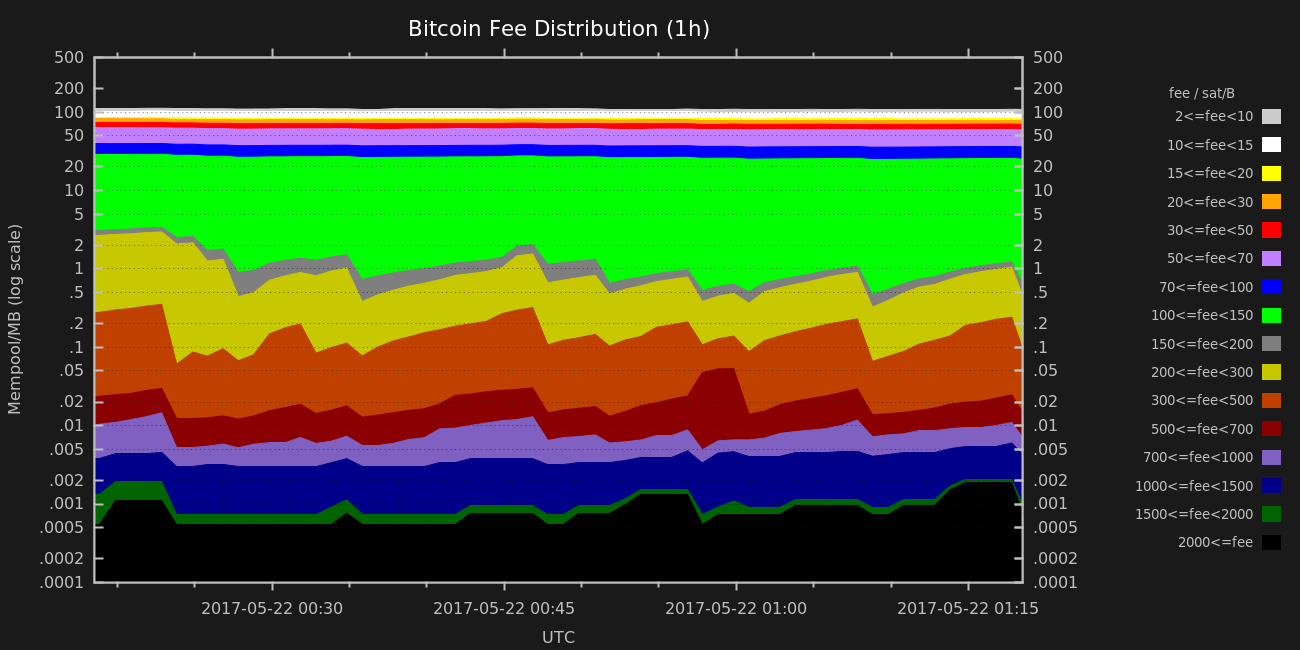 Bitcoin Fee Distribution (1h)
Mempool/MB (log scale)
500
200
100
50
20
10
5
2
1
.5
.2
.1
.05
.02
.01
.005
.002
.001
.0005
.0002
.0001
500
200
100
50
20
10
5
2
1
.5
.2
.1
.05
.02
.01
.005
.002
.001
.0005
.0002
.0001
2017-05-22 00:30 2017-05-22 00:45 2017-05-22 01:00 2017-05-22 01:15
UTC
fee / sat/B
2<=fee<10
10<=fee<15
15<=fee<20
20<=fee<30
30<=fee<50
50<=fee<70
70<=fee<100
100<=fee<150
150<=fee<200
200<=fee<300
300<=fee<500
500<=fee<700
700<=fee<1000
1000<=fee<1500
1500<=fee<2000
2000<=fee